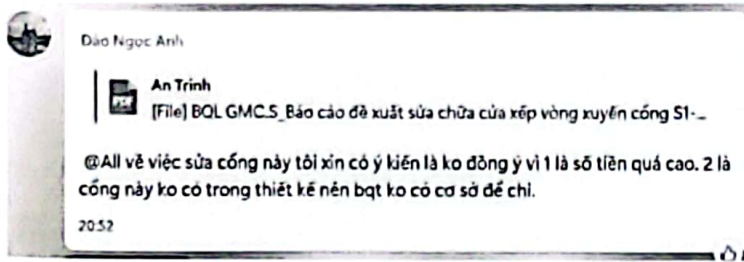 Đào Ngọc Anh
An Trinh
[File] BQL GMC.S_Báo cáo đề xuất sửa chữa cửa xếp vòng xuyến cổng S1-...
@All về việc sửa cổng này tôi xin có ý kiến là ko đồng ý vì 1 là số tiền quá cao. 2 là
cổng này ko có trong thiết kế nên bqt ko có cơ sở để chi.
20:52